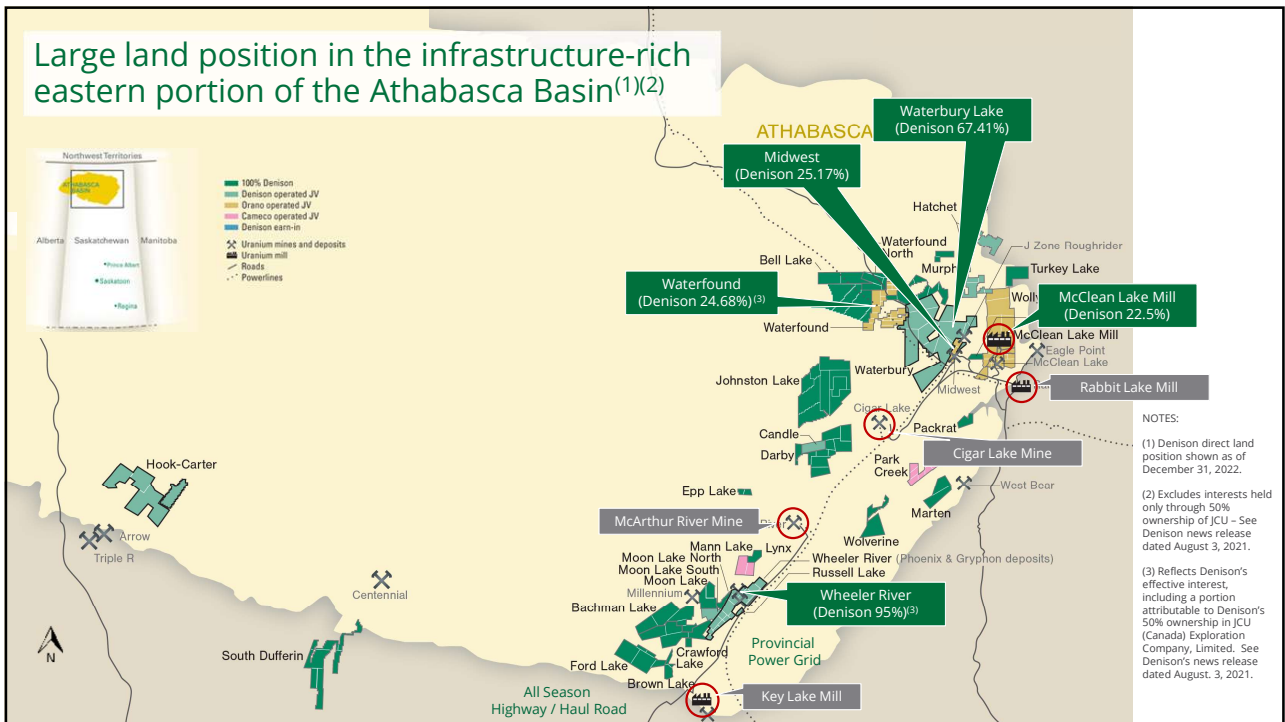 Large land position in the infrastructure-rich
eastern portion of the Athabasca Basin(1)(2)
Northwest Territories
ATHABASCA
BASIN
Alberta
Saskatchewan
Manitoba
Prince Albert
Saskatoon
Regina
100% Denison
Denison operated JV
Orano operated JV
Cameco operated JV
Denison earn-in
Uranium mines and deposits
Uranium mill
Roads
Powerlines
ATHABASCA
Waterbury Lake
(Denison 67.41%)
Midwest
(Denison 25.17%)
Hatchet
J Zone Roughrider
Waterfound
North
Bell Lake
Turkey Lake
Waterfound
(Denison 24.68%)(3)
McClean Lake Mill
(Denison 22.5%)
Waterfound
McClean Lake Mill
Eagle Point
McClean Lake
Waterbury
Midwest
Johnston Lake
Rabbit Lake Mill
Cigar Lake
Packrat
Candle
Darby
Cigar Lake Mine
Park
Creek
West Bear
Marten
Hook-Carter
Epp Lake
McArthur River Mine
River
Wolverine
Arrow
Triple R
Mann Lake
Lynx
Moon Lake North
Wheeler River (Phoenix & Gryphon deposits)
Moon Lake South
Russell Lake
Moon Lake
Millennium
Centennial
Wheeler River
(Denison 95%)(3)
Bachman Lake
N
South Dufferin
Crawford
Lake
Provincial
Power Grid
Ford Lake
Brown Lake
All Season
Highway / Haul Road
Key Lake Mill
NOTES:
(1) Denison direct land
position shown as of
December 31, 2022.
(2) Excludes interests held
only through 50%
ownership of JCU – See
Denison news release
dated August 3, 2021.
(3) Reflects Denison's
effective interest,
including a portion
attributable to Denison's
50% ownership in JCU
(Canada) Exploration
Company, Limited. See
Denison's news release
dated August. 3, 2021.